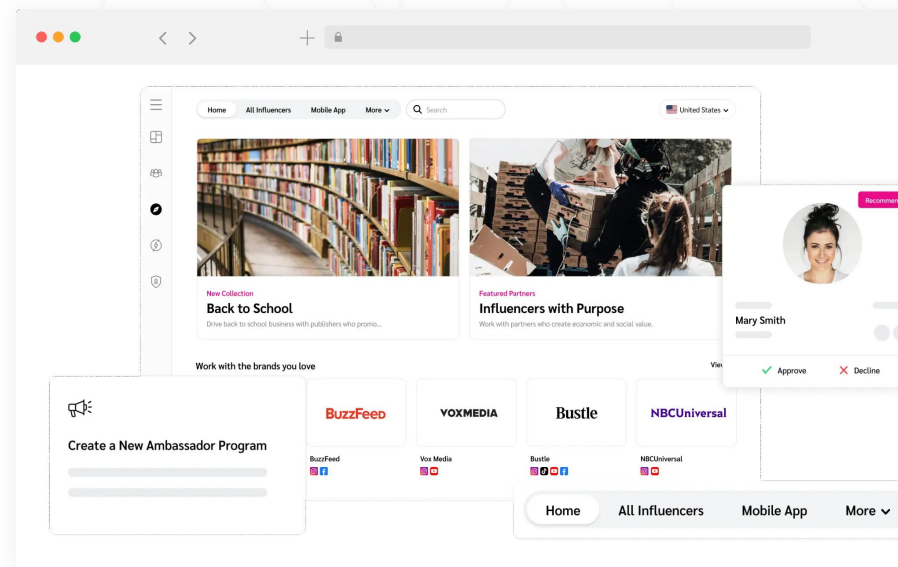 Home All Influencers Mobile App More Search United States
New Collection
Back to School
Drive back to school business with publishers who promo...
Featured Partners
Influencers with Purpose
Work with partners who create economic and social value.
Recommen
Mary Smith
Approve Decline
Work with the brands you love
BuzzFeed
VOXMEDIA
Bustle
NBCUniversal
BuzzFeed
Vox Media
Bustle
NBCUniversal
Create a New Ambassador Program
Home All Influencers Mobile App More